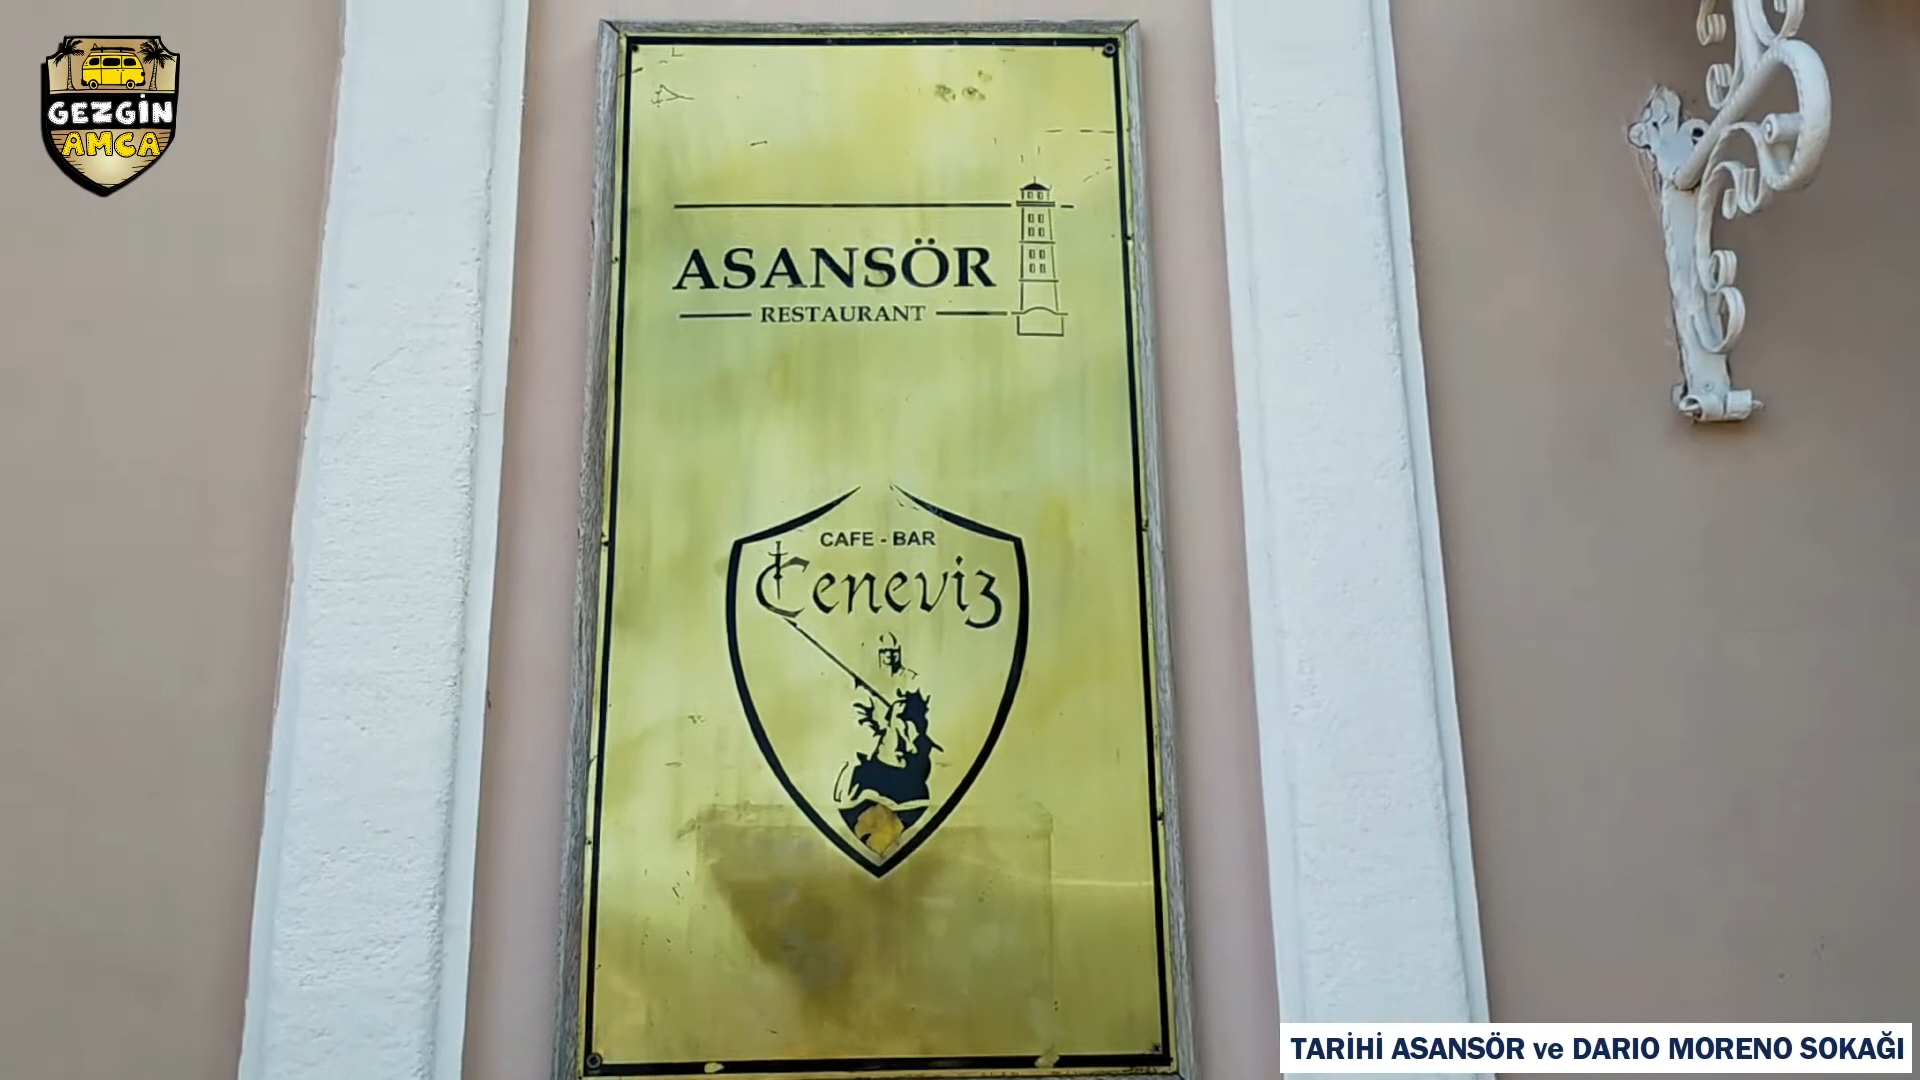 GEZGİN
AMCA
ASANSÖR
RESTAURANT
CAFE - BAR
Ceneviz
TARİHİ ASANSÖR ve DARIO MORENO SOKAĞI